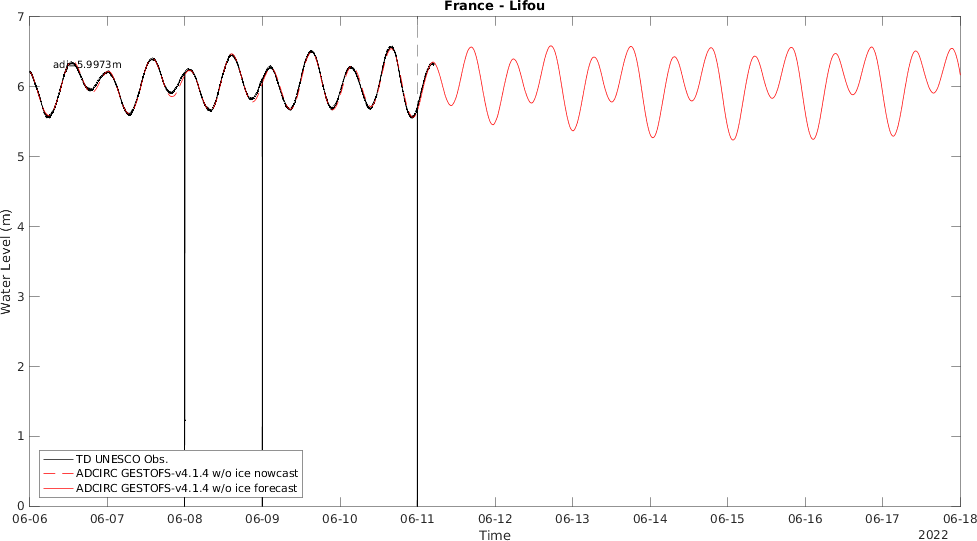 France - Lifou
7
adj=5.9973m
6
5
4
3
2
1
0
Water Level (m)
TD UNESCO Obs.
ADCIRC GESTOFS-v4.1.4 w/o ice nowcast
ADCIRC GESTOFS-v4.1.4 w/o ice forecast
06-06 06-07 06-08 06-09 06-10 06-11 06-12 06-13 06-14 06-15 06-16 06-17 06-18
Time
2022